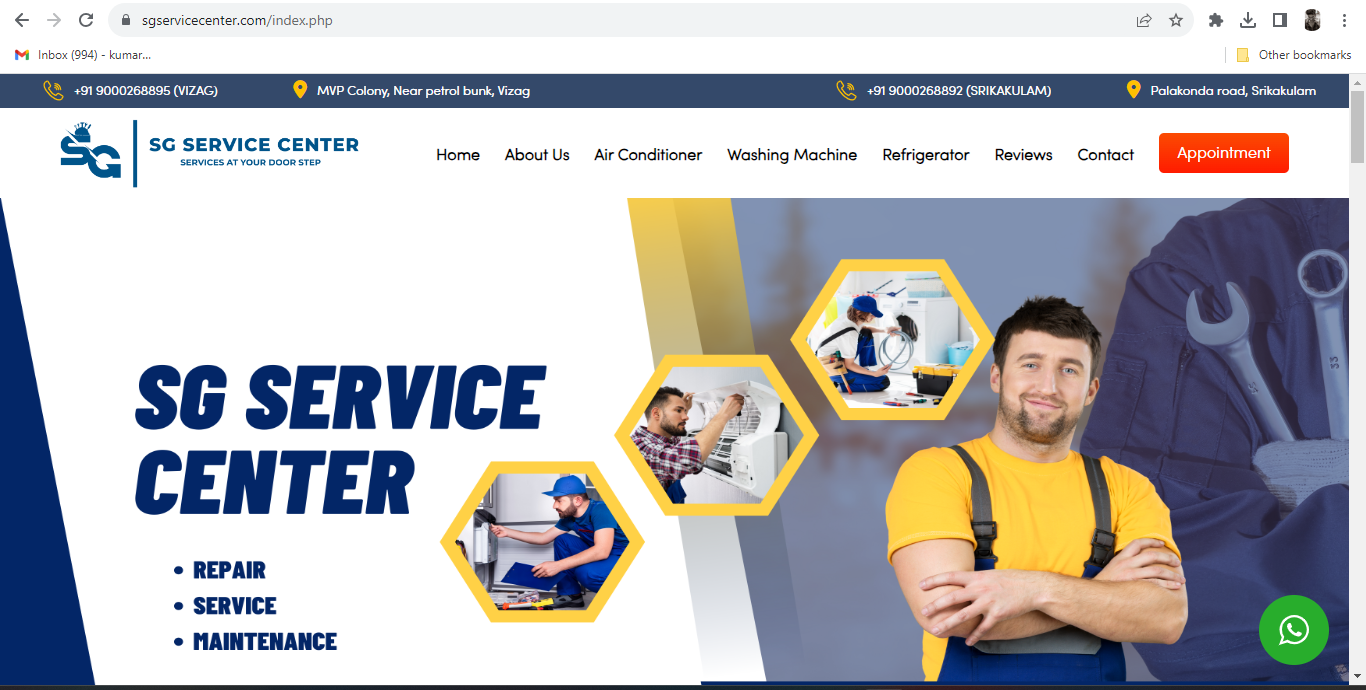 sgservicecenter.com/index.php
Inbox (994) - kumar...
Other bookmarks
+91 9000268895 (VIZAG)
MVP Colony, Near petrol bunk, Vizag
+91 9000268892 (SRIKAKULAM)
Palakonda road, Srikakulam
SG
SG SERVICE CENTER
SERVICES AT YOUR DOOR STEP
Home
About Us
Air Conditioner
Washing Machine
Refrigerator
Reviews
Contact
Appointment
SG SERVICE
CENTER
• REPAIR
• SERVICE
• MAINTENANCE
33